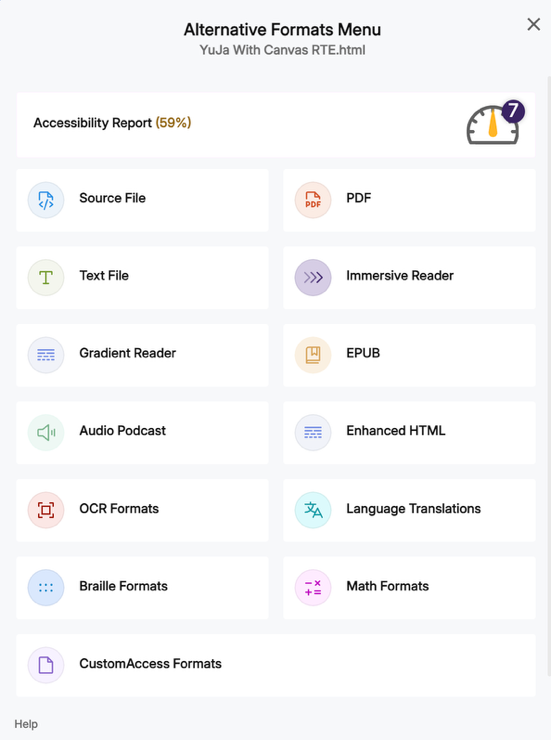 Alternative Formats Menu
YuJa With Canvas RTE.html
Accessibility Report (59%)
7
Source File
PDF
PDF
Text File
Immersive Reader
Gradient Reader
EPUB
Audio Podcast
Enhanced HTML
OCR Formats
Language Translations
Braille Formats
Math Formats
CustomAccess Formats
Help